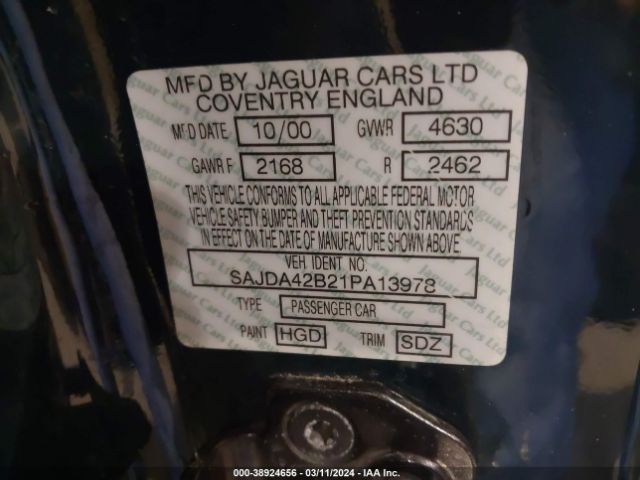 MFD BY JAGUAR CARS LTD
COVENTRY ENGLAND
MFD DATE 10/00 GVWR 4630
GAWR F 2168 R 2462
THIS VEHICLE CONFORMS TO ALL APPLICABLE FEDERAL MOTOR
VEHICLE SAFETY BUMPER AND THEFT PREVENTION STANDARDS
IN EFFECT ON THE DATE OF MANUFACTURE SHOWN ABOVE
VEH IDENT NO.
SAJDA42B21PA13978
TYPE PASSENGER CAR
PAINT HGD TRIM SDZ
000-38924656 - 03/11/2024 - IAA Inc.